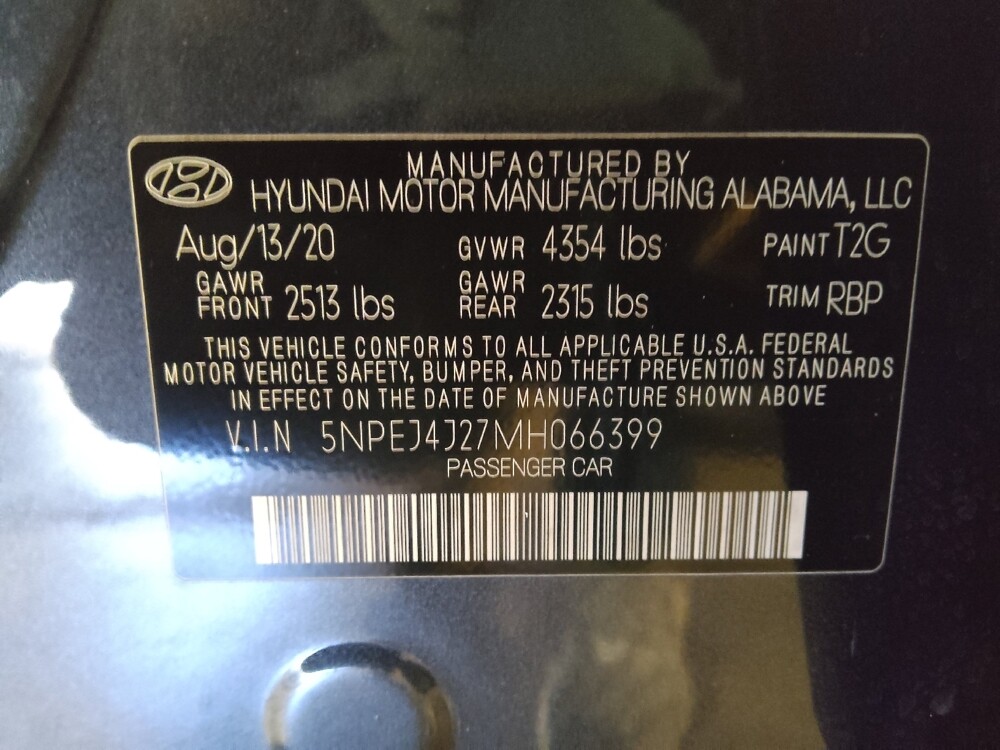 MANUFACTURED BY
HYUNDAI MOTOR MANUFACTURING ALABAMA, LLC
Aug/13/20 GVWR 4354 lbs PAINT T2G
GAWR FRONT 2513 lbs GAWR REAR 2315 lbs TRIM RBP
THIS VEHICLE CONFORMS TO ALL APPLICABLE U.S.A. FEDERAL
MOTOR VEHICLE SAFETY, BUMPER, AND THEFT PREVENTION STANDARDS
IN EFFECT ON THE DATE OF MANUFACTURE SHOWN ABOVE
V.I.N 5NPEJ4J27MH066399
PASSENGER CAR